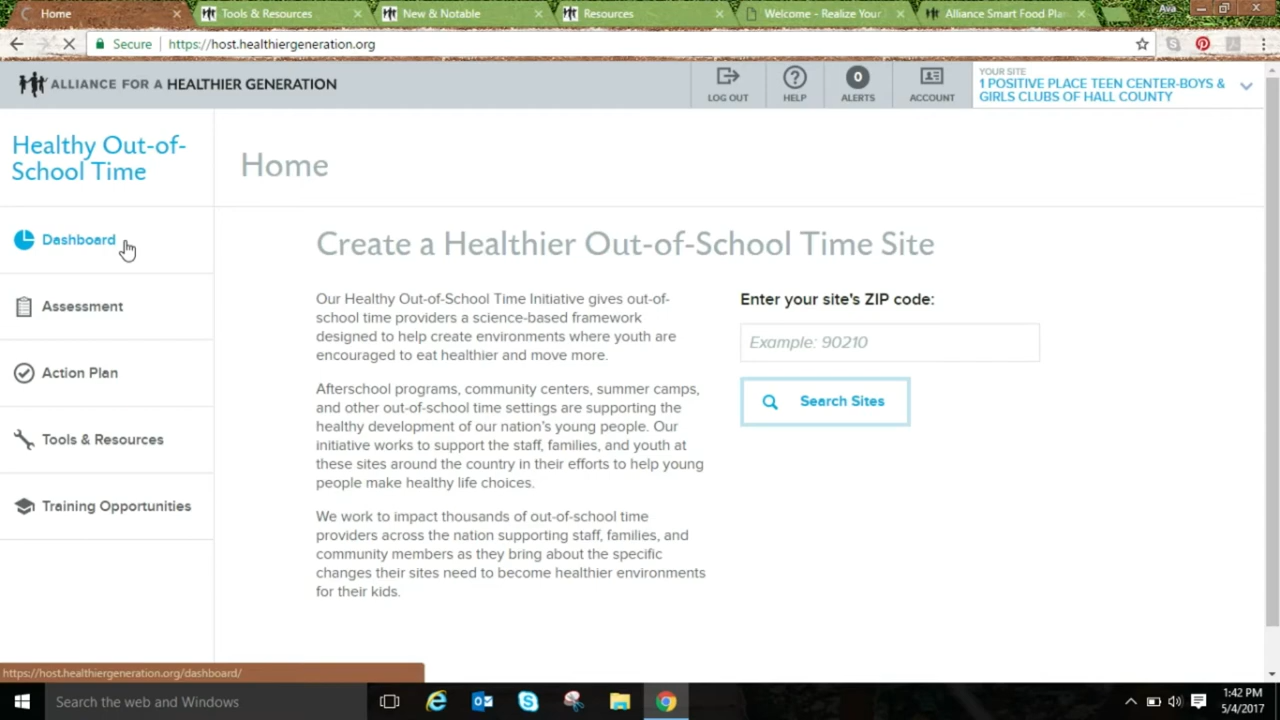 Home
Tools & Resources
New & Notable
Resources
Welcome - Realize Your
Alliance Smart Food Plan
Ava
Secure
https://host.healthiergeneration.org
ALLIANCE FOR A HEALTHIER GENERATION
LOG OUT
HELP
0
ALERTS
ACCOUNT
YOUR SITE
1 POSITIVE PLACE TEEN CENTER-BOYS &
GIRLS CLUBS OF HALL COUNTY
Healthy Out-of-
School Time
Dashboard
Assessment
Action Plan
Tools & Resources
Training Opportunities
Home
Create a Healthier Out-of-School Time Site
Our Healthy Out-of-School Time Initiative gives out-of-
school time providers a science-based framework
designed to help create environments where youth are
encouraged to eat healthier and move more.
Afterschool programs, community centers, summer camps,
and other out-of-school time settings are supporting the
healthy development of our nation's young people. Our
initiative works to support the staff, families, and youth at
these sites around the country in their efforts to help young
people make healthy life choices.
We work to impact thousands of out-of-school time
providers across the nation supporting staff, families, and
community members as they bring about the specific
changes their sites need to become healthier environments
for their kids.
Enter your site's ZIP code:
Example: 90210
Search Sites
https://host.healthiergeneration.org/dashboard/
Search the web and Windows
1:42 PM
5/4/2017